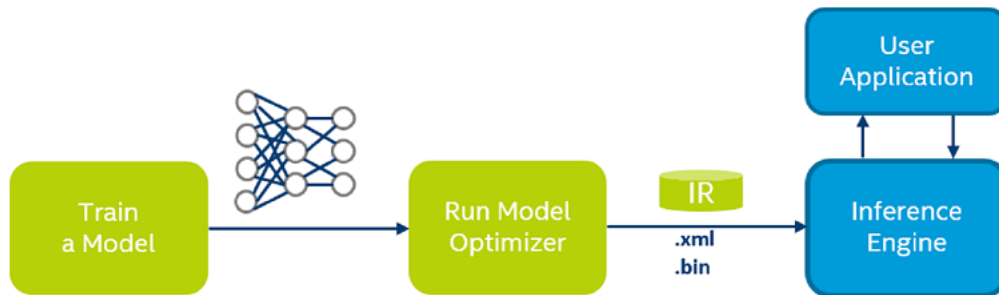 User
Application
Train
a Model
Run Model
Optimizer
IR
.xml
.bin
Inference
Engine